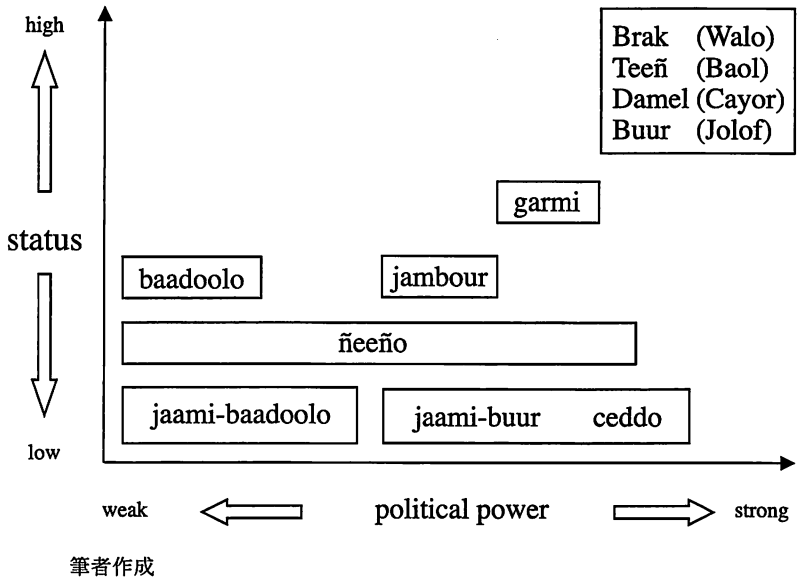 high
Brak (Walo)
Teeñ (Baol)
Damel (Cayor)
Buur (Jolof)
garmi
status
baadoolo
jambour
ñeeño
jaami-baadoolo
jaami-buur ceddo
low
weak political power strong
筆者作成